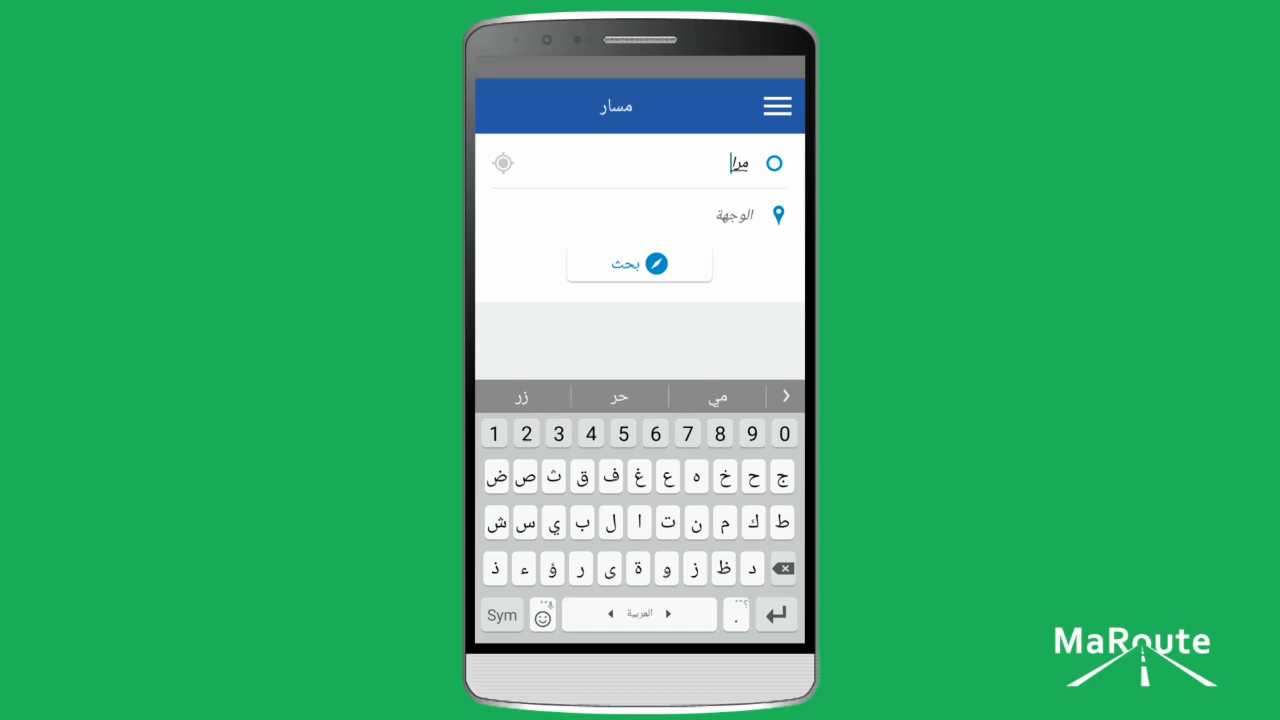 مسار
مرا
الوجهة
بحث
زر حر مي
1 2 3 4 5 6 7 8 9 0
ض ص ث ق ف غ ع ه خ ح ج
ش س ي ب ل ا ت ن م ك ط
ذ ء ؤ ر ى ة و ز ظ د
Sym العربية . ؟
MaRoute